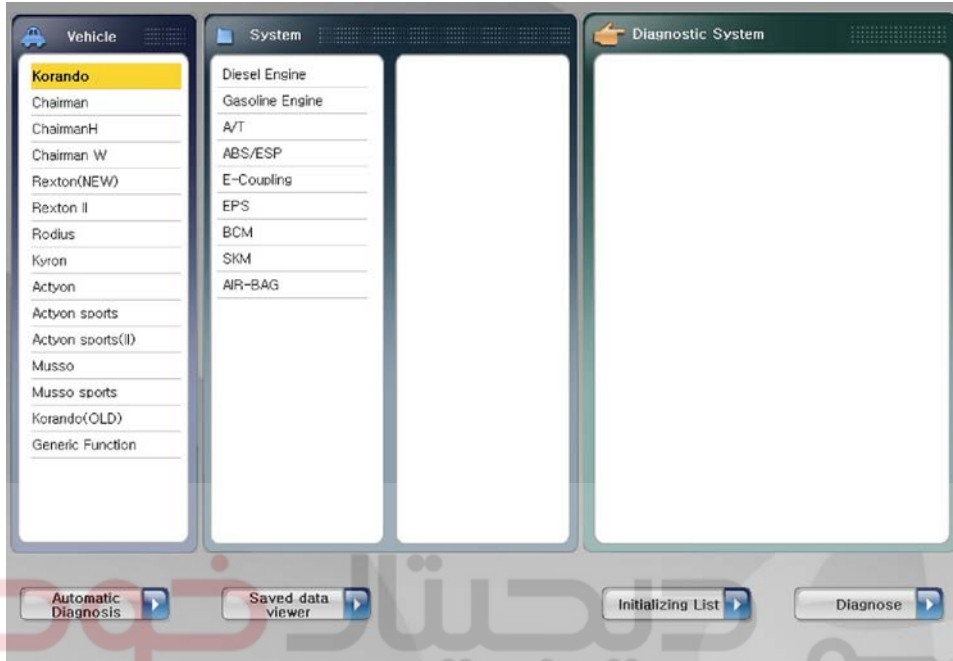 Vehicle
Korando
Chairman
ChairmanH
Chairman W
Rexton(NEW)
Rexton II
Rodius
Kyron
Actyon
Actyon sports
Actyon sports(II)
Musso
Musso sports
Korando(OLD)
Generic Function
System
Diesel Engine
Gasoline Engine
A/T
ABS/ESP
E-Coupling
EPS
BCM
SKM
AIR-BAG
Diagnostic System
Automatic
Diagnosis
Saved data
viewer
Initializing List
Diagnose